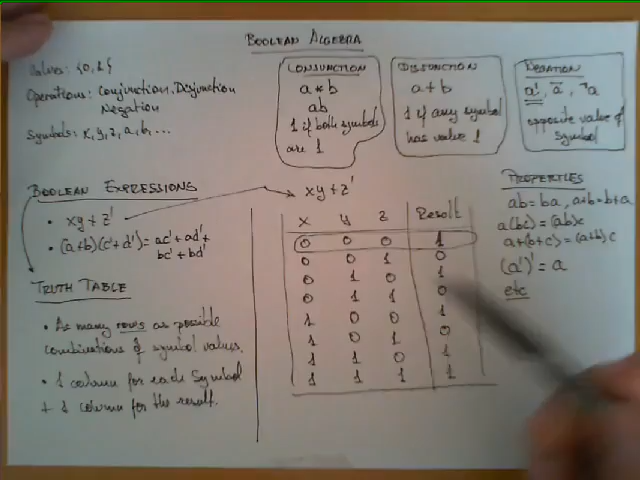 BOOLEAN ALGEBRA
Values: {0,1}
Operations: Conjunction, Disjunction
Negation
Symbols: x, y, z, a, b, ...
CONJUNCTION
a * b
ab
1 if both symbols
are 1
DISJUNCTION
a + b
1 if any symbol
has value 1
NEGATION
a', a̅, ¬a
opposite value of
symbol
BOOLEAN EXPRESSIONS
• xy + z'
• (a+b)(c'+d') = ac' + ad' +
bc' + bd'
TRUTH TABLE
• As many rows as possible
combinations of symbol values.
• 1 column for each symbol
+ 1 column for the result.
xy + z'
x y z Result
0 0 0 1
0 0 1 0
0 1 0 1
0 1 1 0
1 0 0 1
1 0 1 0
1 1 0 1
1 1 1 1
PROPERTIES
ab = ba, a+b = b+a
a(bc) = (ab)c
a+(b+c) = (a+b)c
(a')' = a
etc